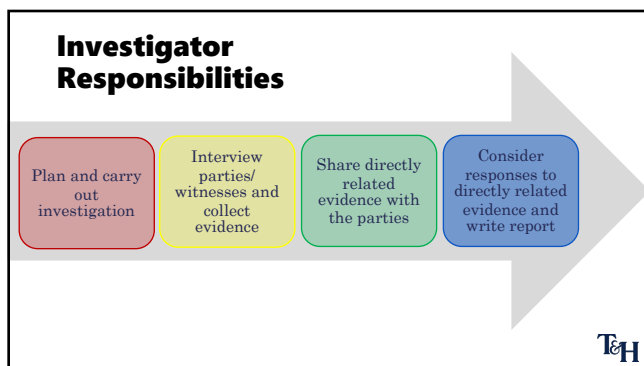 Investigator
Responsibilities
Plan and carry
out
investigation
Interview
parties/
witnesses and
collect
evidence
Share directly
related
evidence with
the parties
Consider
responses to
directly related
evidence and
write report
T&H